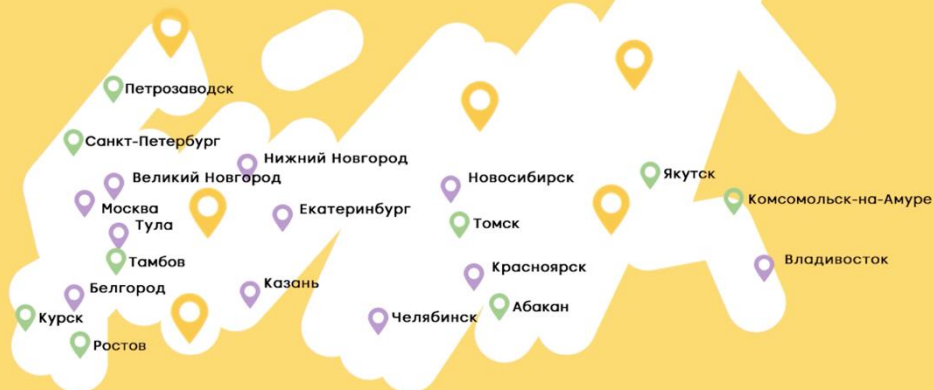 Петрозаводск
Санкт-Петербург
Нижний Новгород
Великий Новгород
Новосибирск
Якутск
Комсомольск-на-Амуре
Москва
Екатеринбург
Тула
Томск
Тамбов
Владивосток
Красноярск
Белгород
Казань
Абакан
Курск
Челябинск
Ростов